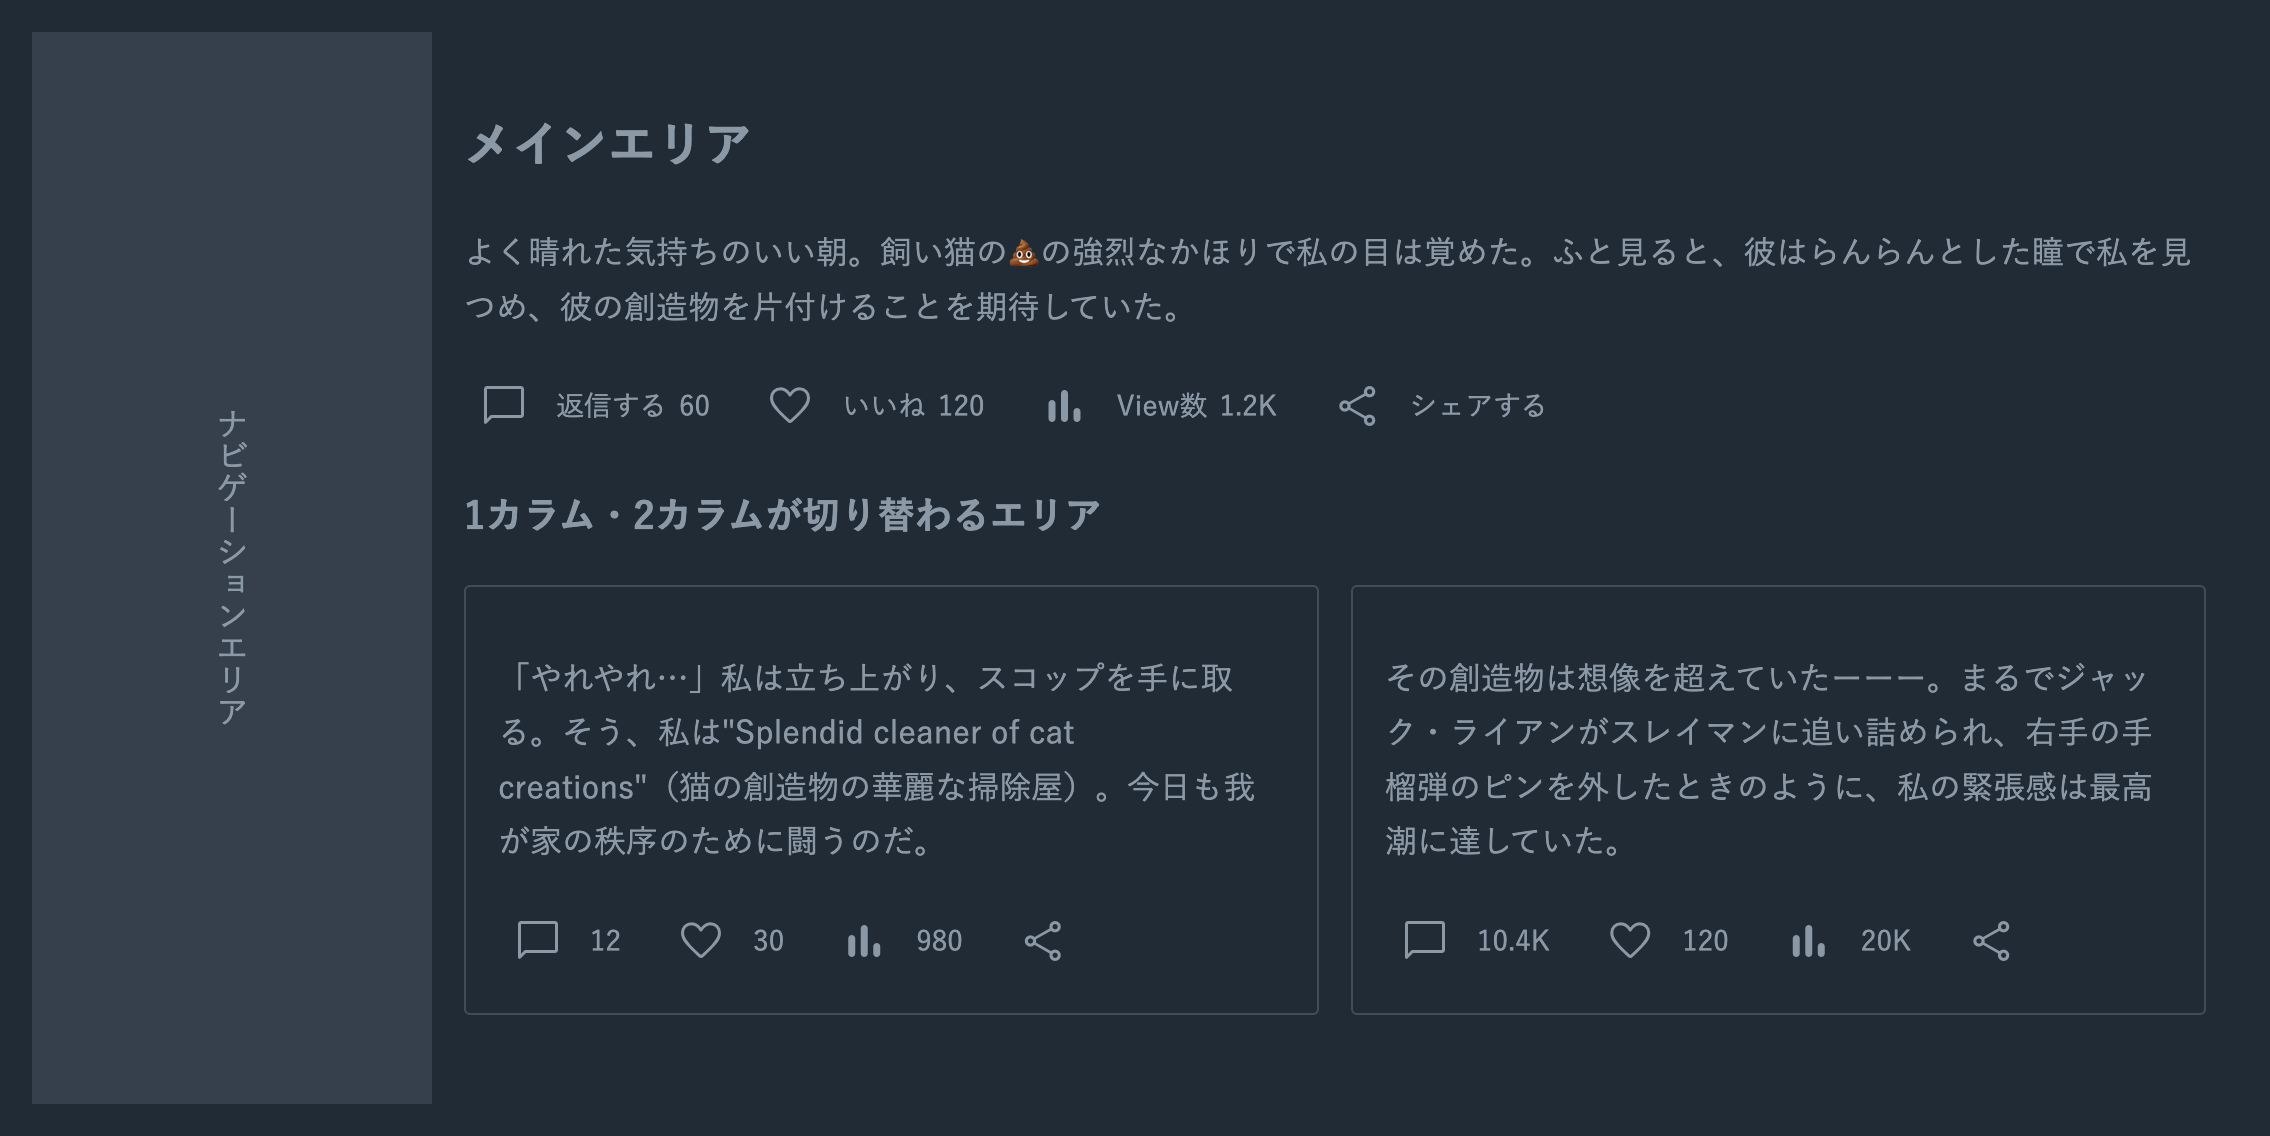 ナビゲーションエリア
メインエリア
よく晴れた気持ちのいい朝。飼い猫の💩の強烈なかほりで私の目は覚めた。ふと見ると、彼はらんらんとした瞳で私を見
つめ、彼の創造物を片付けることを期待していた。
返信する 60 いいね 120 View数 1.2K シェアする
1カラム・2カラムが切り替わるエリア
「やれやれ…」私は立ち上がり、スコップを手に取
る。そう、私は"Splendid cleaner of cat
creations"（猫の創造物の華麗な掃除屋）。今日も我
が家の秩序のために闘うのだ。
12 30 980
その創造物は想像を超えていたーーー。まるでジャッ
ク・ライアンがスレイマンに追い詰められ、右手の手
榴弾のピンを外したときのように、私の緊張感は最高
潮に達していた。
10.4K 120 20K